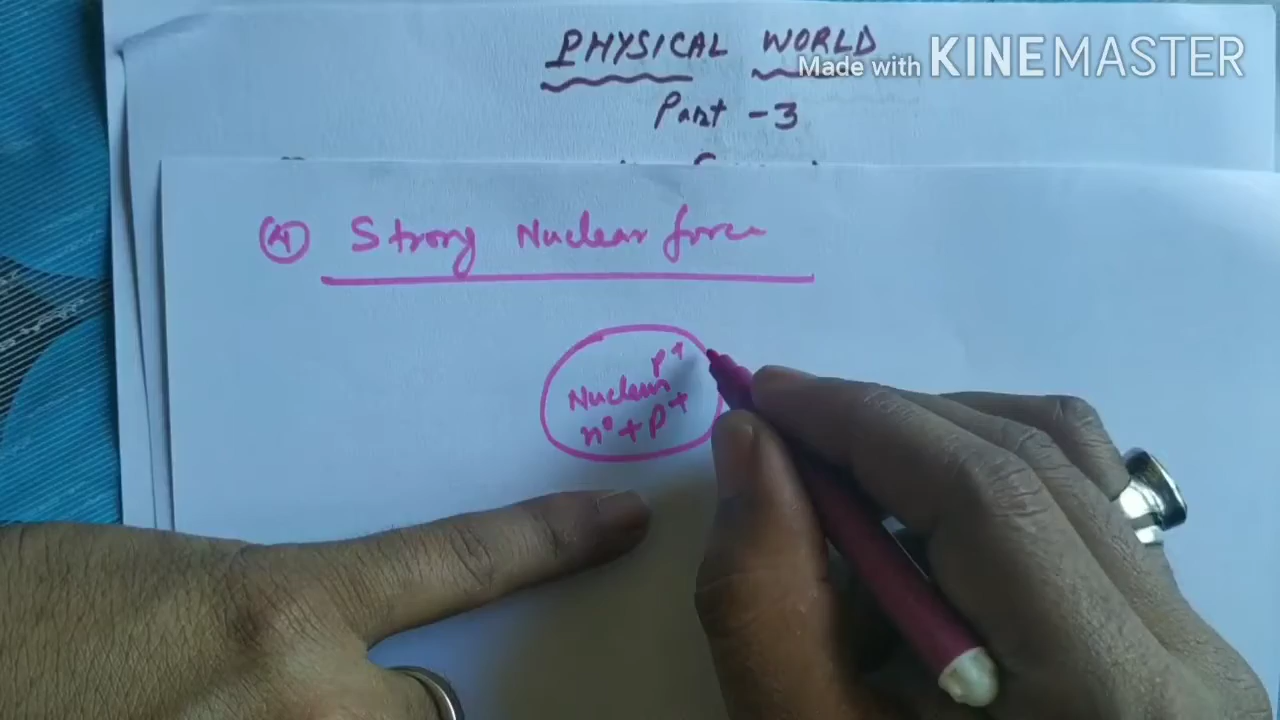 PHYSICAL WORLD
Made with KINEMASTER
Part - 3
4 Strong Nuclear force
p+
Nucleus
n° + p+